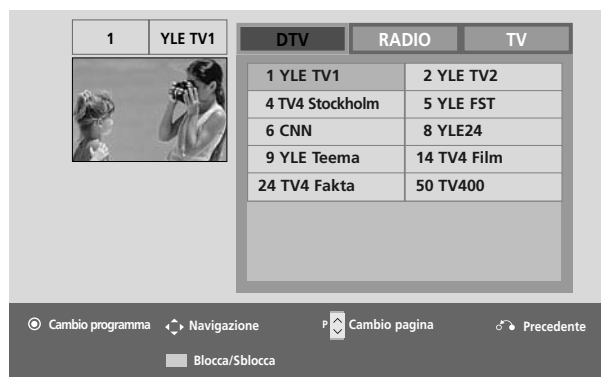 1 YLE TV1
DTV RADIO TV
1 YLE TV1 2 YLE TV2
4 TV4 Stockholm 5 YLE FST
6 CNN 8 YLE24
9 YLE Teema 14 TV4 Film
24 TV4 Fakta 50 TV400
Cambio programma Navigazione P Cambio pagina Precedente
Blocca/Sblocca